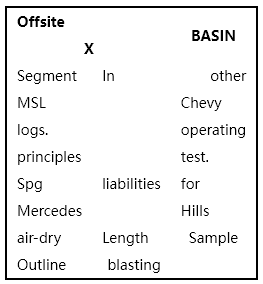 Offsite
BASIN
X
Segment In other
MSL Chevy
logs. operating
principles test.
Spg liabilities for
Mercedes Hills
air-dry Length Sample
Outline blasting